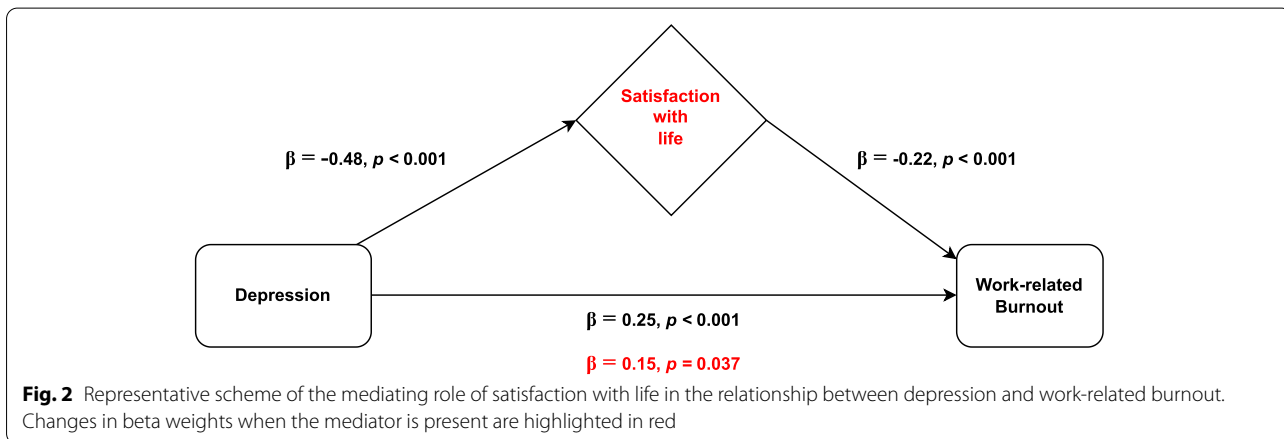 Satisfaction
with
life
β = -0.48, p < 0.001
β = -0.22, p < 0.001
Depression
Work-related
Burnout
β = 0.25, p < 0.001
β = 0.15, p = 0.037
Fig. 2 Representative scheme of the mediating role of satisfaction with life in the relationship between depression and work-related burnout.
Changes in beta weights when the mediator is present are highlighted in red